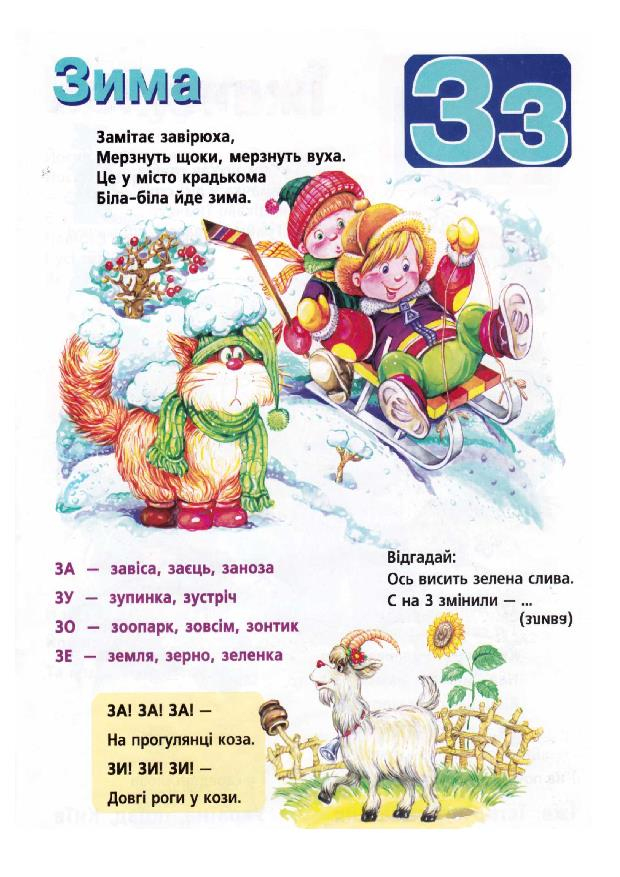 Зима
Зз
Замітає завірюха,
Мерзнуть щоки, мерзнуть вуха.
Це у місто крадькома
Біла-біла йде зима.
ЗА — завіса, заєць, заноза
ЗУ — зупинка, зустріч
ЗО — зоопарк, зовсім, зонтик
ЗЕ — земля, зерно, зеленка
Відгадай:
Ось висить зелена слива.
С на З змінили — ...
(злива)
ЗА! ЗА! ЗА! —
На прогулянці коза.
ЗИ! ЗИ! ЗИ! —
Довгі роги у кози.